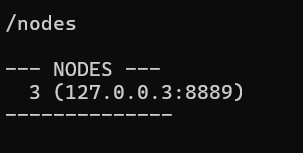 /nodes
--- NODES ---
3 (127.0.0.3:8889)
--------------